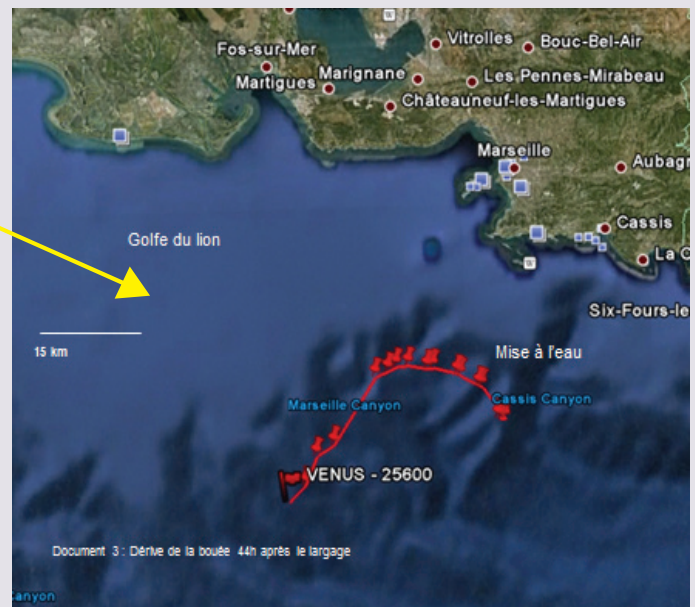 Fos-sur-Mer
Vitrolles
Bouc-Bel-Air
Martigues
Marignane
Les Pennes-Mirabeau
Châteauneuf-les-Martigues
Marseille
Aubagn
Cassis
La C
Golfe du lion
Six-Fours-le
15 km
Mise à l'eau
Marseille Canyon
Cassis Canyon
VENUS - 25600
Document 3 : Dérive de la bouée 44h après le largage
anyon